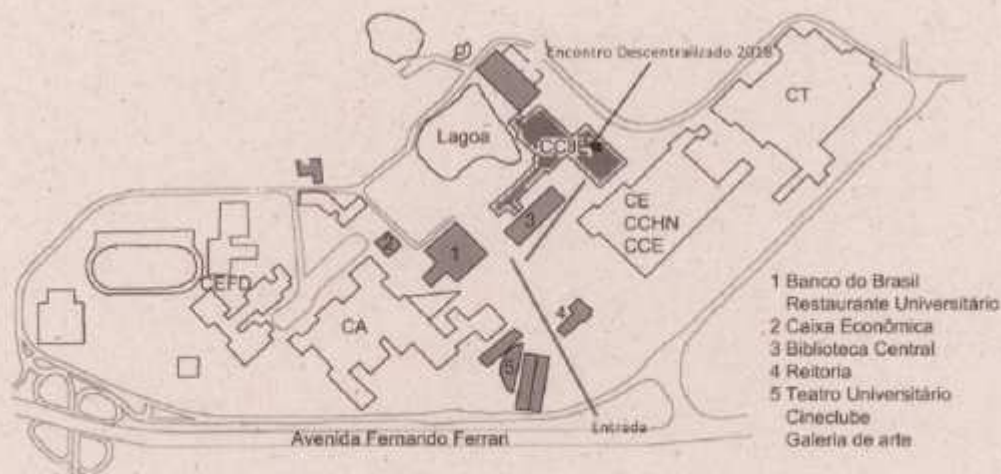 Encontro Descentralizado 2018
CT
Lagoa
CCJE
CE
CCHN
CCE
3
2
1
CEFD
CA
4
5
1 Banco do Brasil
Restaurante Universitário
2 Caixa Econômica
3 Biblioteca Central
4 Reitoria
5 Teatro Universitário
Cineclube
Galeria de arte
Entrada
Avenida Fernando Ferrari